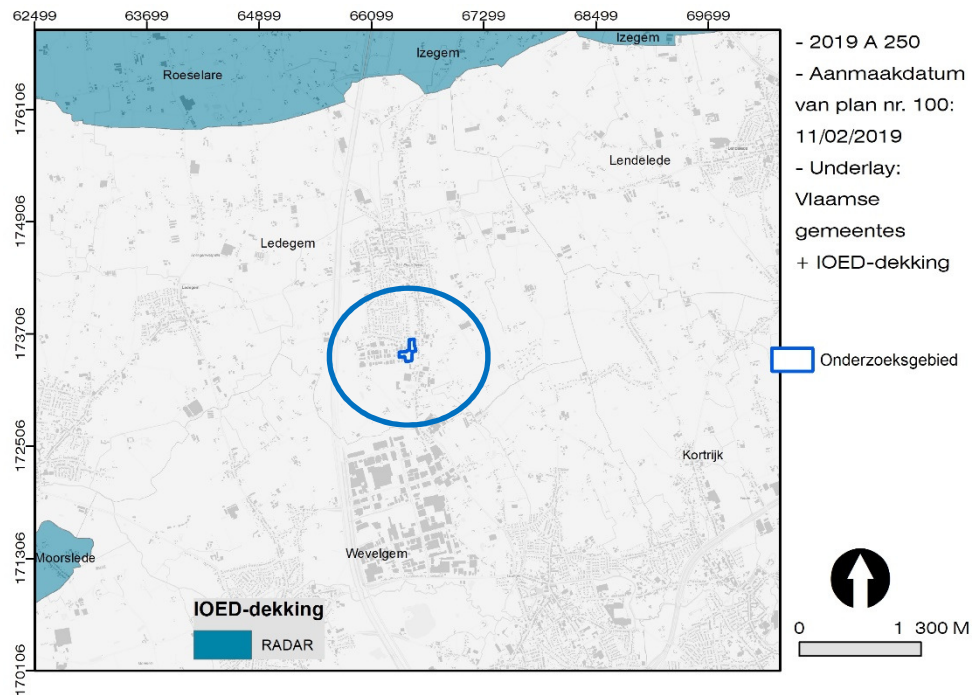 62499 63699 64899 66099 67299 68499 69699
Izegem
Izegem
Roeselare
176106
Lendelede
174906
Ledegem
173706
172506
Kortrijk
171306
Moorslede
Wevelgem
IOED-dekking
RADAR
170106
- 2019 A 250
- Aanmaakdatum
van plan nr. 100:
11/02/2019
- Underlay:
Vlaamse
gemeentes
+ IOED-dekking
Onderzoeksgebied
0 1 300 M